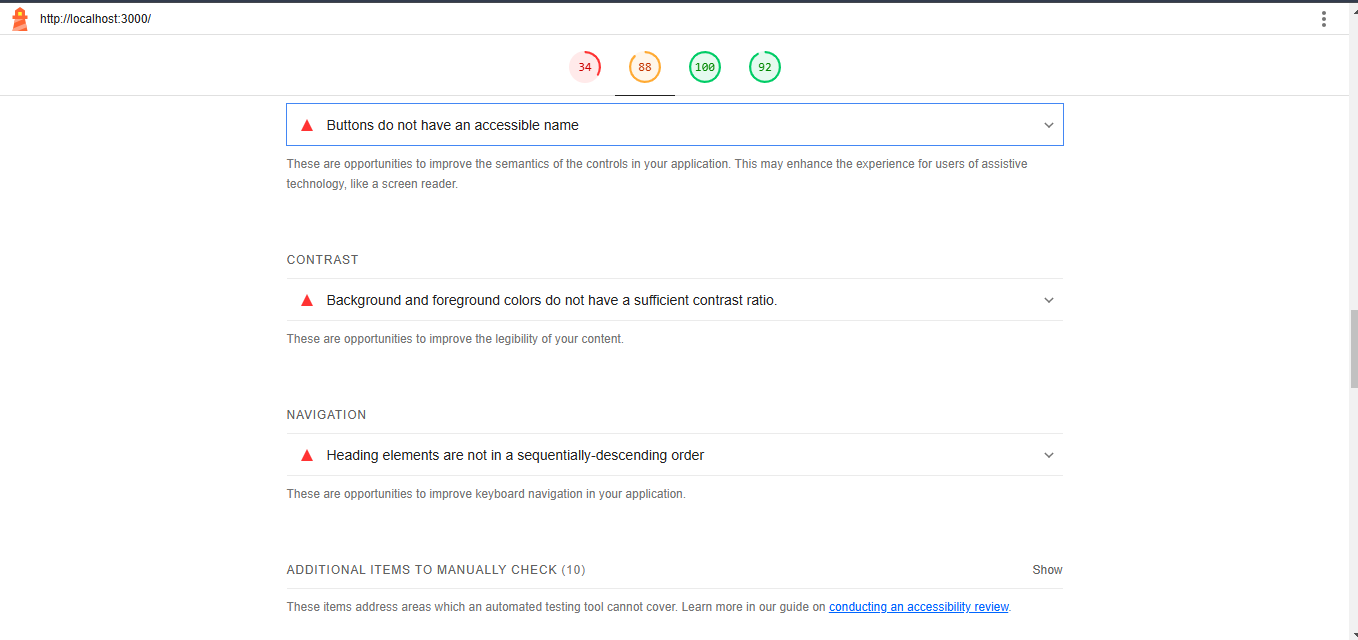 http://localhost:3000/
34 88 100 92
Buttons do not have an accessible name
These are opportunities to improve the semantics of the controls in your application. This may enhance the experience for users of assistive
technology, like a screen reader.
CONTRAST
Background and foreground colors do not have a sufficient contrast ratio.
These are opportunities to improve the legibility of your content.
NAVIGATION
Heading elements are not in a sequentially-descending order
These are opportunities to improve keyboard navigation in your application.
ADDITIONAL ITEMS TO MANUALLY CHECK (10) Show
These items address areas which an automated testing tool cannot cover. Learn more in our guide on conducting an accessibility review.